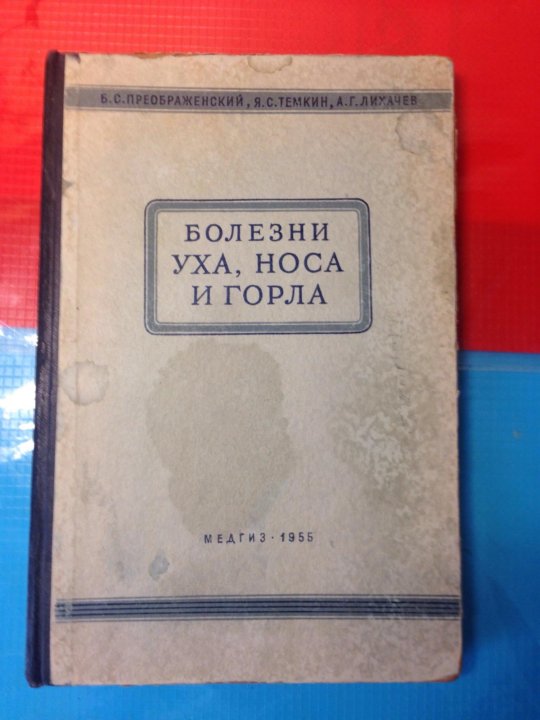 Б.С.ПРЕОБРАЖЕНСКИЙ, Я.С.ТЕМКИН, А.Г.ЛИХАЧЕВ
БОЛЕЗНИ
УХА, НОСА
И ГОРЛА
МЕДГИЗ · 1955